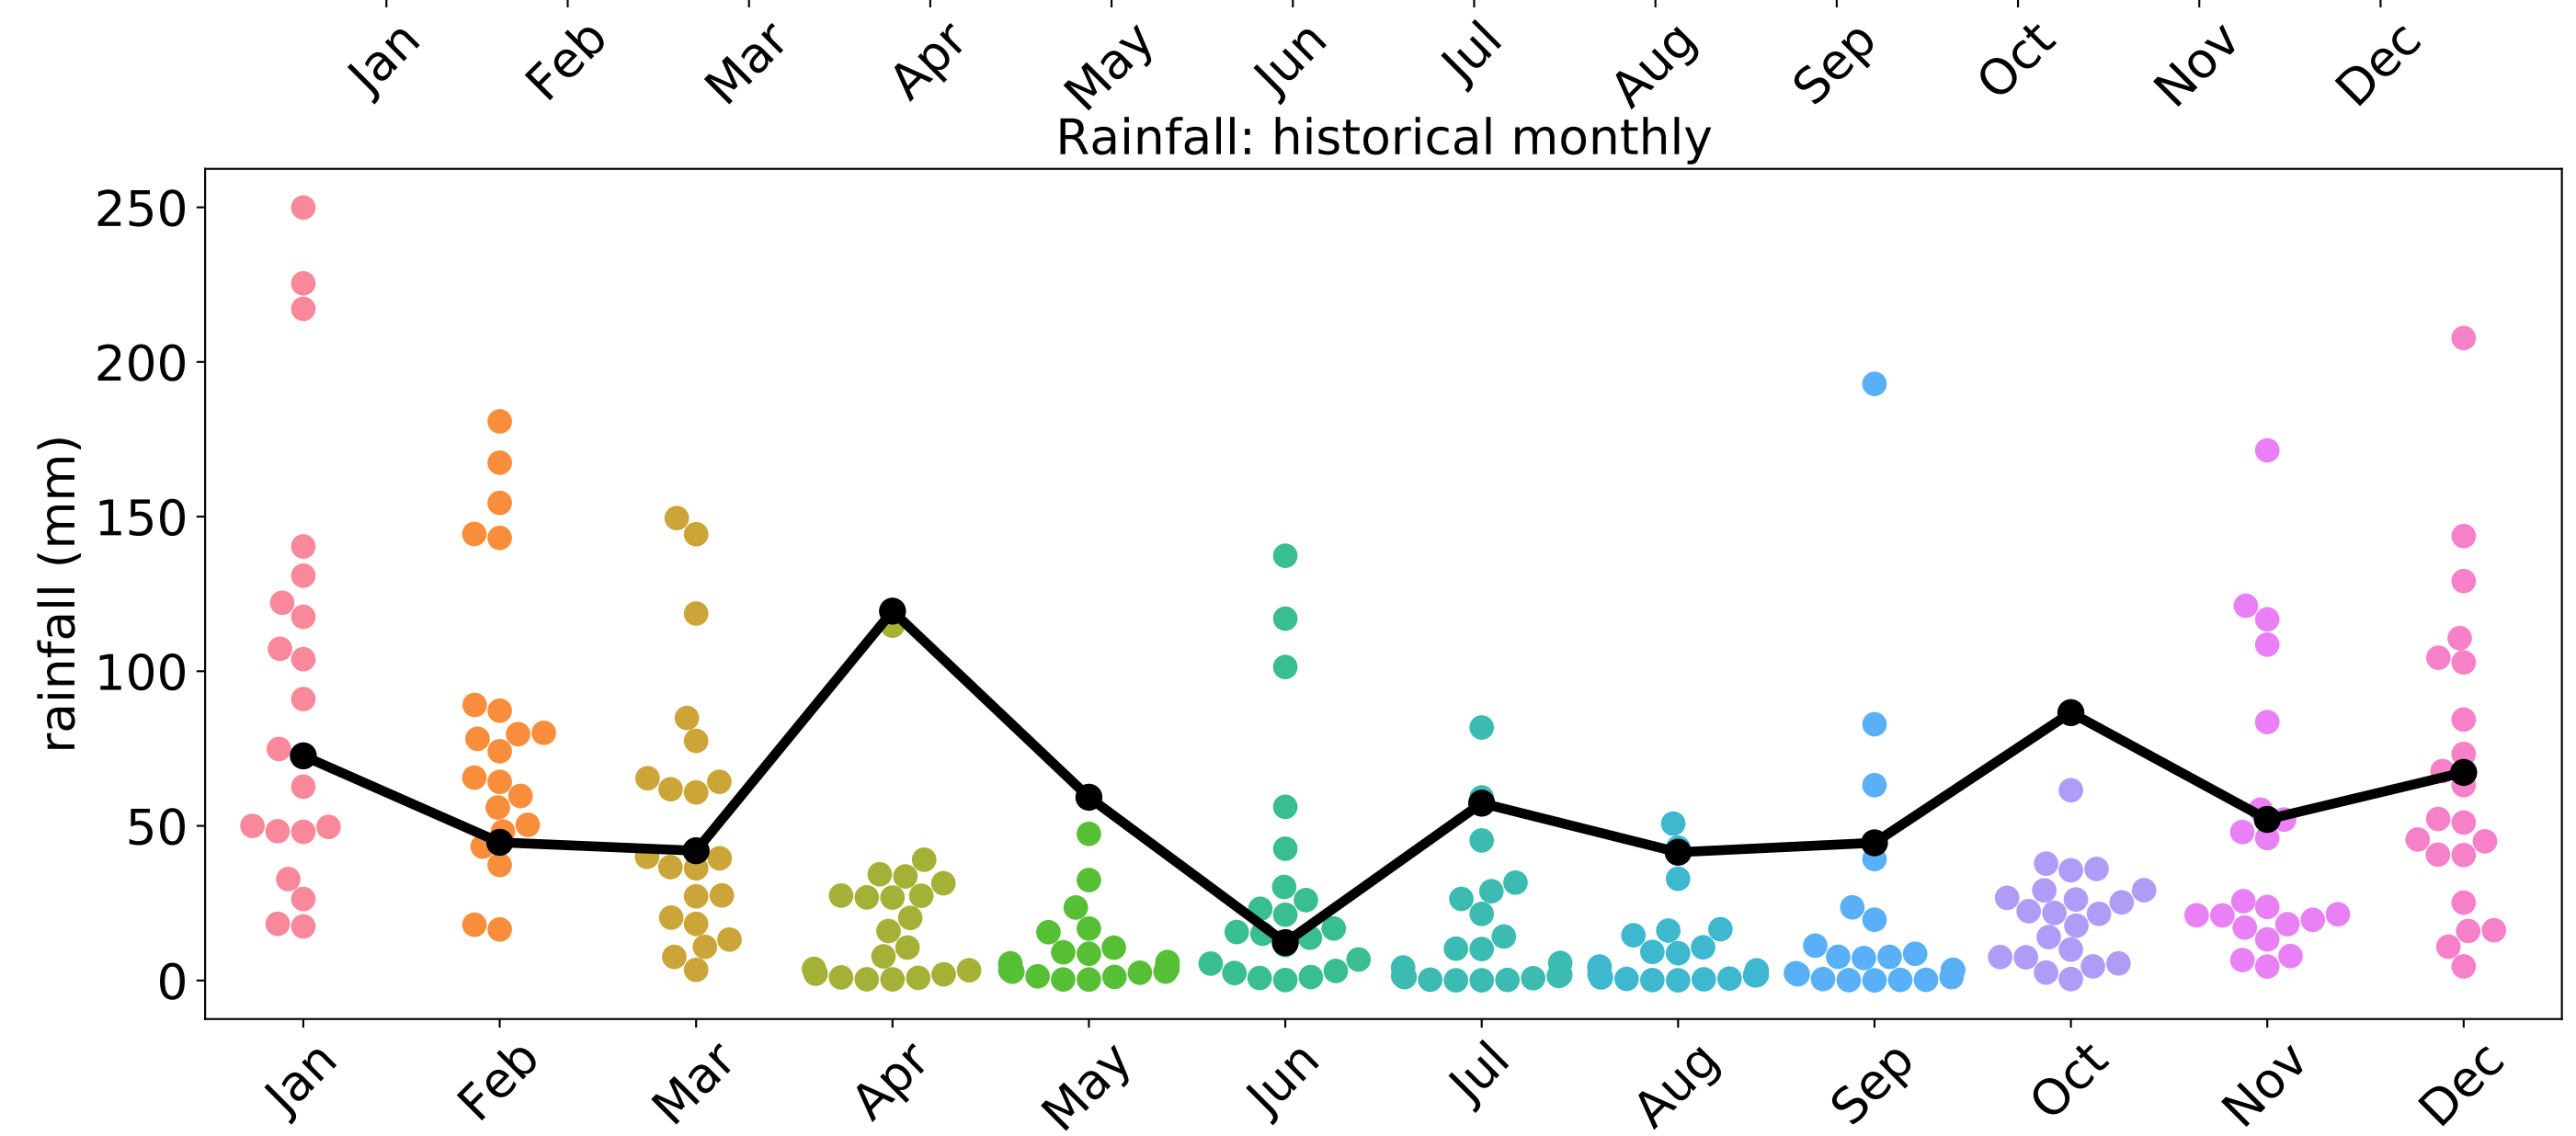 Jan Feb Mar Apr May Jun Jul Aug Sep Oct Nov Dec
Rainfall: historical monthly
rainfall (mm)
250
200
150
100
50
0
Jan Feb Mar Apr May Jun Jul Aug Sep Oct Nov Dec